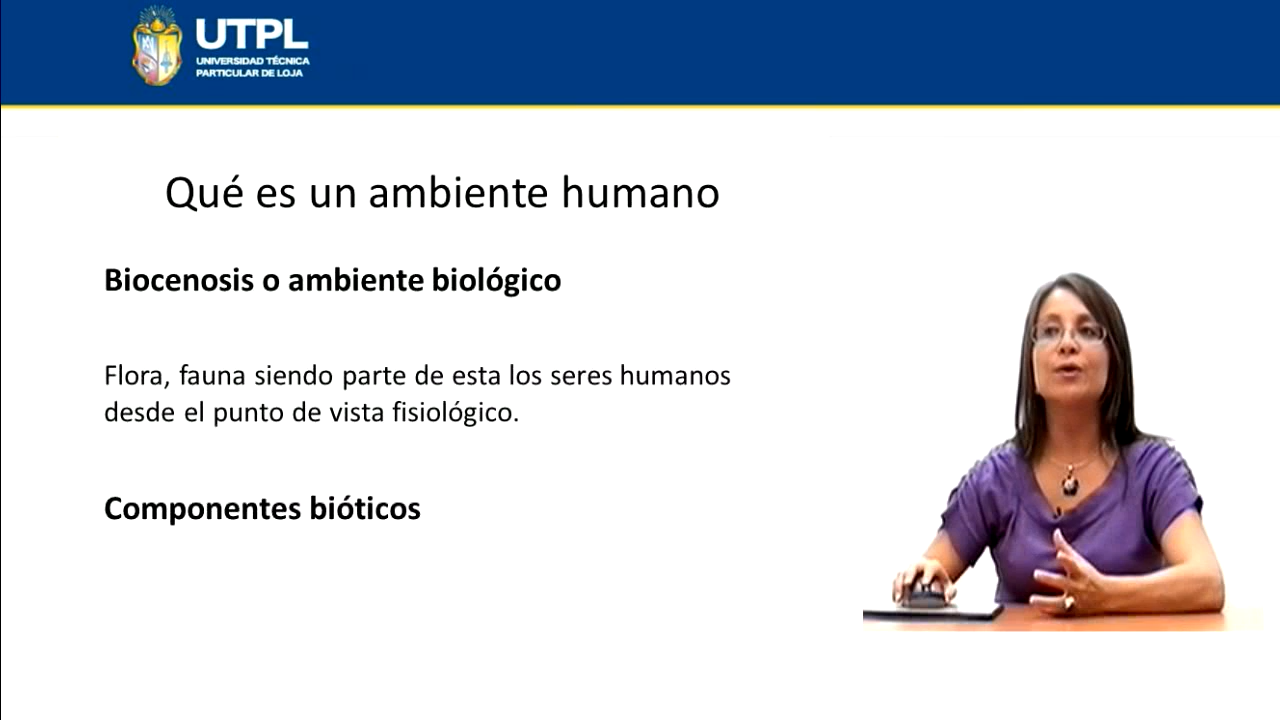 UTPL
UNIVERSIDAD TÉCNICA
PARTICULAR DE LOJA
Qué es un ambiente humano
Biocenosis o ambiente biológico
Flora, fauna siendo parte de esta los seres humanos
desde el punto de vista fisiológico.
Componentes bióticos